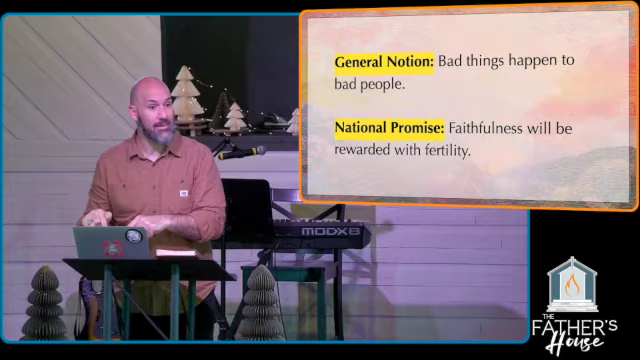 General Notion: Bad things happen to
bad people.
National Promise: Faithfulness will be
rewarded with fertility.
MODX8
THE
FATHER'S
House